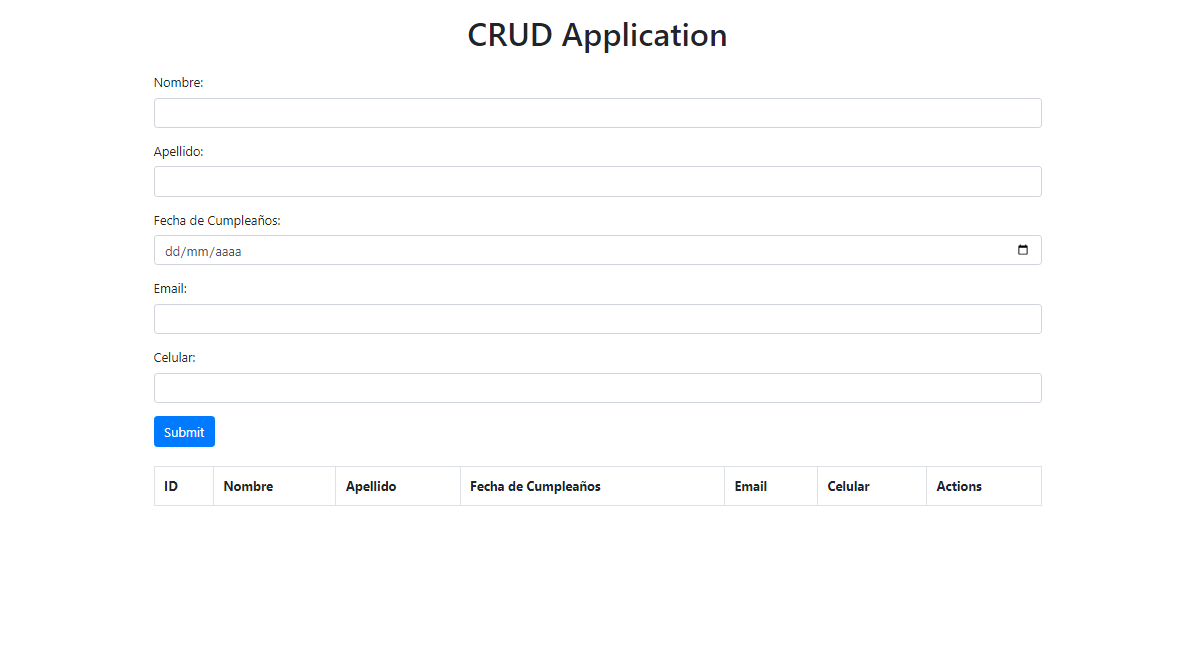 CRUD Application
Nombre:
Apellido:
Fecha de Cumpleaños:
dd/mm/aaaa
Email:
Celular:
Submit
ID Nombre Apellido Fecha de Cumpleaños Email Celular Actions